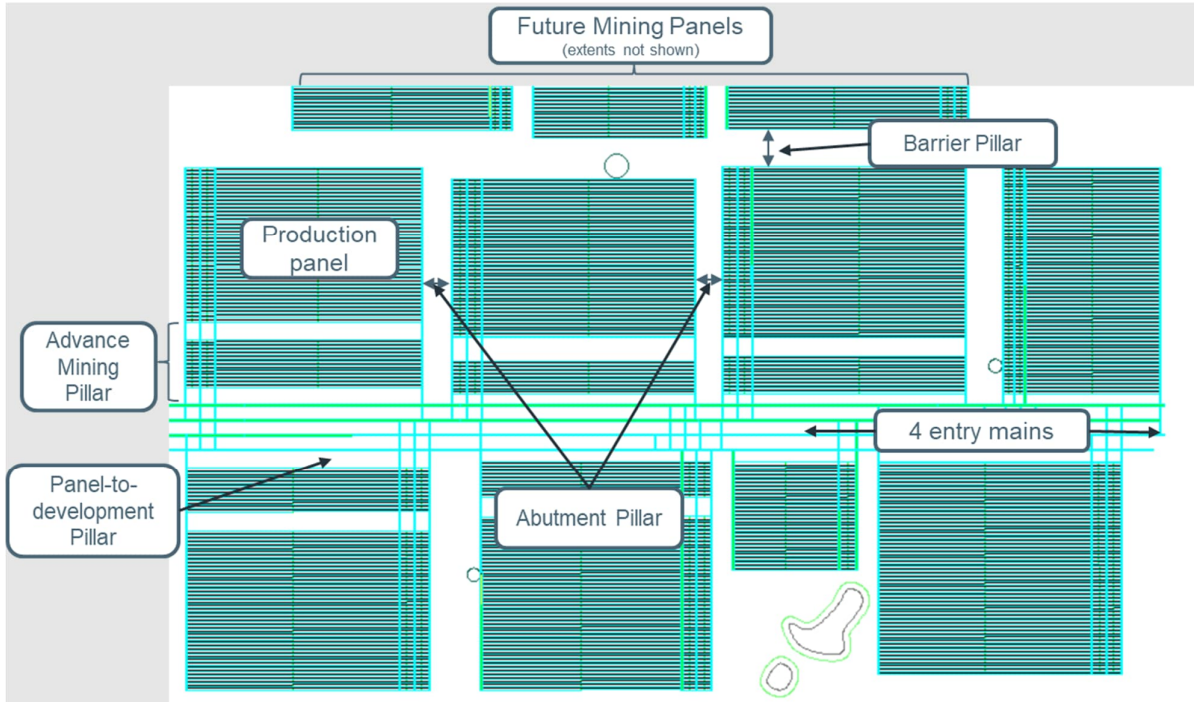 Future Mining Panels
(extents not shown)
Barrier Pillar
Production
panel
Advance
Mining
Pillar
4 entry mains
Panel-to-
development
Pillar
Abutment Pillar